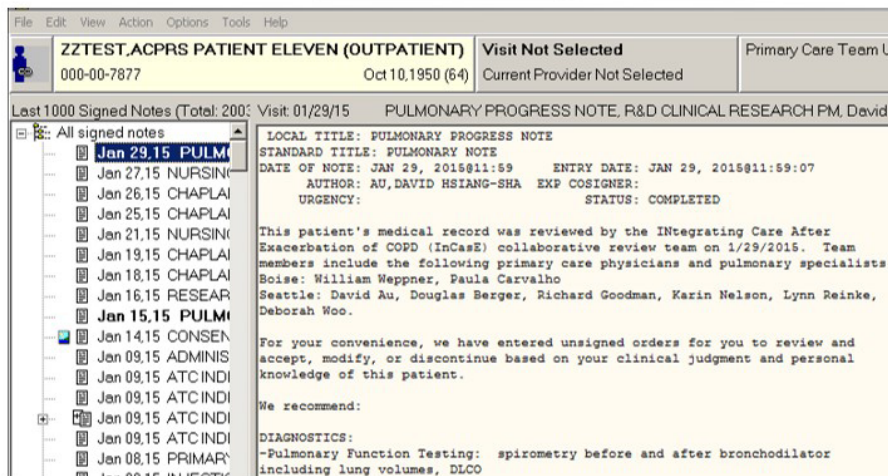 File Edit View Action Options Tools Help
ZZTEST,ACPRS PATIENT ELEVEN (OUTPATIENT)
000-00-7877 Oct 10,1950 (64)
Visit Not Selected
Current Provider Not Selected
Primary Care Team U
Last 1000 Signed Notes (Total: 200
Visit: 01/29/15 PULMONARY PROGRESS NOTE, R&D CLINICAL RESEARCH PM, David
All signed notes
Jan 29,15 PULM
Jan 27,15 NURSIN
Jan 26,15 CHAPLA
Jan 25,15 CHAPLA
Jan 21,15 NURSIN
Jan 19,15 CHAPLA
Jan 18,15 CHAPLA
Jan 16,15 RESEAR
Jan 15,15 PULM
Jan 14,15 CONSEN
Jan 09,15 ADMINIS
Jan 09,15 ATC INDI
Jan 09,15 ATC INDI
Jan 09,15 ATC INDI
Jan 08,15 PRIMAR
LOCAL TITLE: PULMONARY PROGRESS NOTE
STANDARD TITLE: PULMONARY NOTE
DATE OF NOTE: JAN 29, 2015@11:59 ENTRY DATE: JAN 29, 2015@11:59:07
AUTHOR: AU,DAVID HSIANG-SHA EXP COSIGNER:
URGENCY: STATUS: COMPLETED
This patient's medical record was reviewed by the INtegrating Care After
Exacerbation of COPD (InCasE) collaborative review team on 1/29/2015. Team
members include the following primary care physicians and pulmonary specialists
Boise: William Weppner, Paula Carvalho
Seattle: David Au, Douglas Berger, Richard Goodman, Karin Nelson, Lynn Reinke,
Deborah Woo.
For your convenience, we have entered unsigned orders for you to review and
accept, modify, or discontinue based on your clinical judgment and personal
knowledge of this patient.
We recommend:
DIAGNOSTICS:
-Pulmonary Function Testing: spirometry before and after bronchodilator
including lung volumes, DLCO